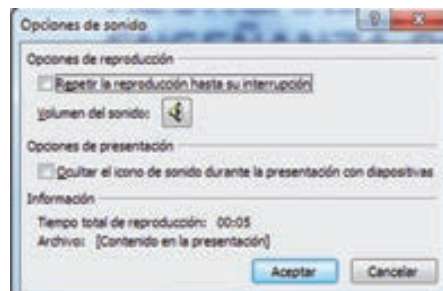 Opciones de sonido
Opciones de reproducción
Repetir la reproducción hasta su interrupción
Volumen del sonido:
Opciones de presentación
Ocultar el icono de sonido durante la presentación con diapositivas
Información
Tiempo total de reproducción: 00:05
Archivo: [Contenido en la presentación]
Aceptar Cancelar